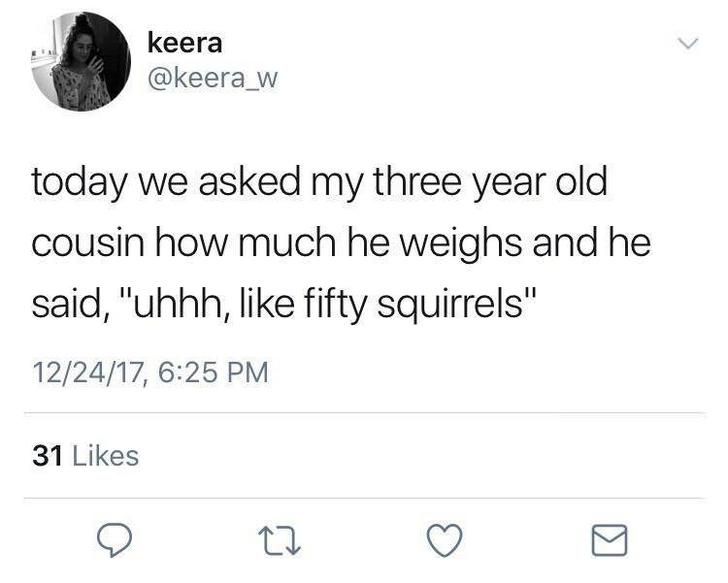 keera
@keera_w
today we asked my three year old
cousin how much he weighs and he
said, "uhhh, like fifty squirrels"
12/24/17, 6:25 PM
31 Likes